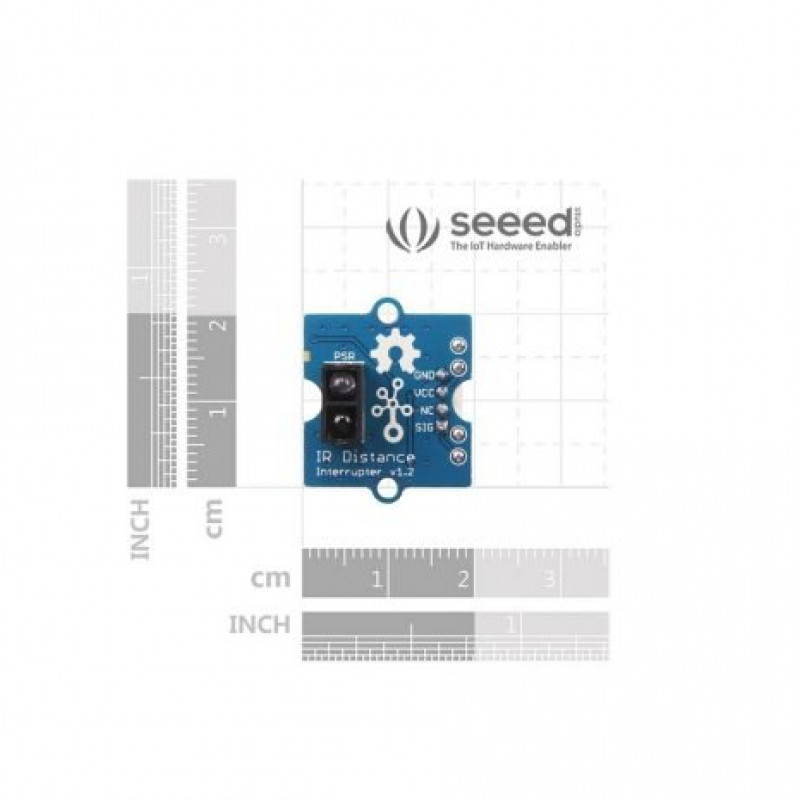 seeed
studio
The IoT Hardware Enabler
3
1
2
1
INCH
cm
PSR
GND
VCC
NC
SIG
IR Distance
Interrupter v1.2
cm
1
2
3
INCH
1